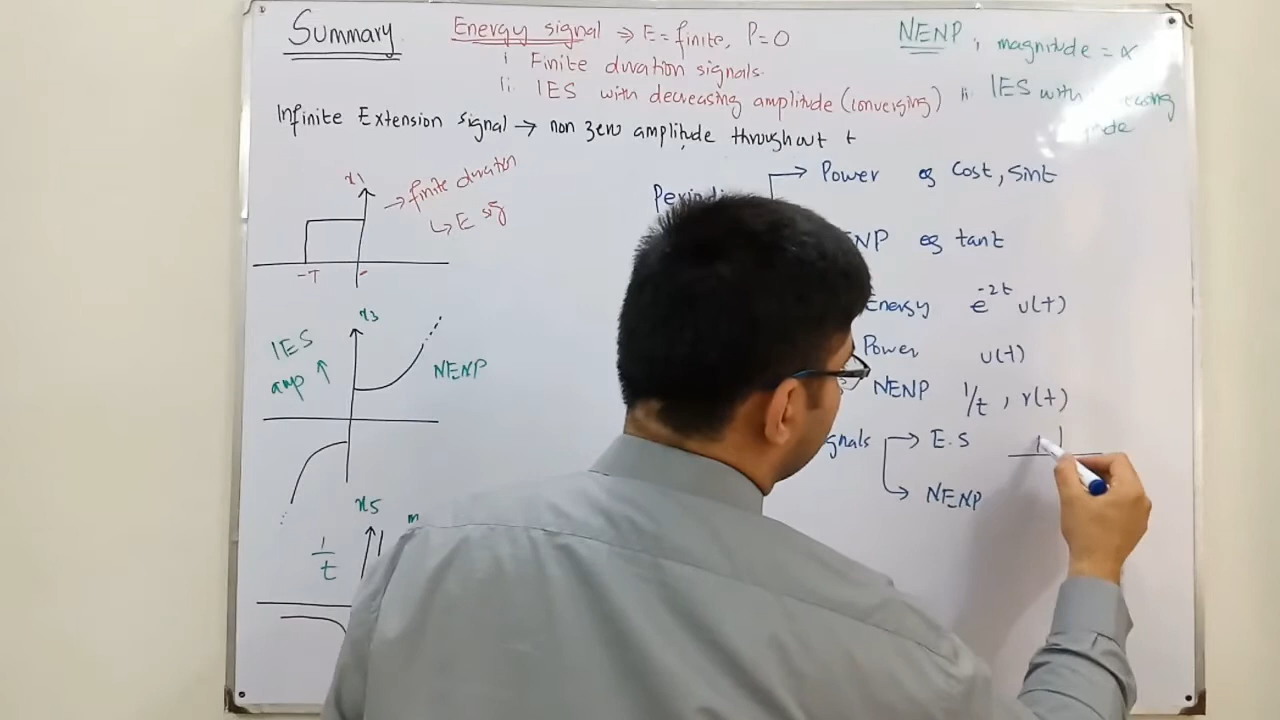 Summary
Energy signal ⇒ E = finite, P=0
i Finite duration signals.
ii. IES with decreasing amplitude (converging)
NENP ; magnitude = ∝
ii IES with
Infinite Extension signal → non zero amplitude throughout t
x1
→ finite duration
↳ E sig
-T
x3
IES
amp ↑
NENP
x5
1/t
Power eg Cost, Sint
NP eg tant
Energy e^-2t u(t)
Power u(t)
NENP 1/t , r(t)
→ E.S
→ NENP